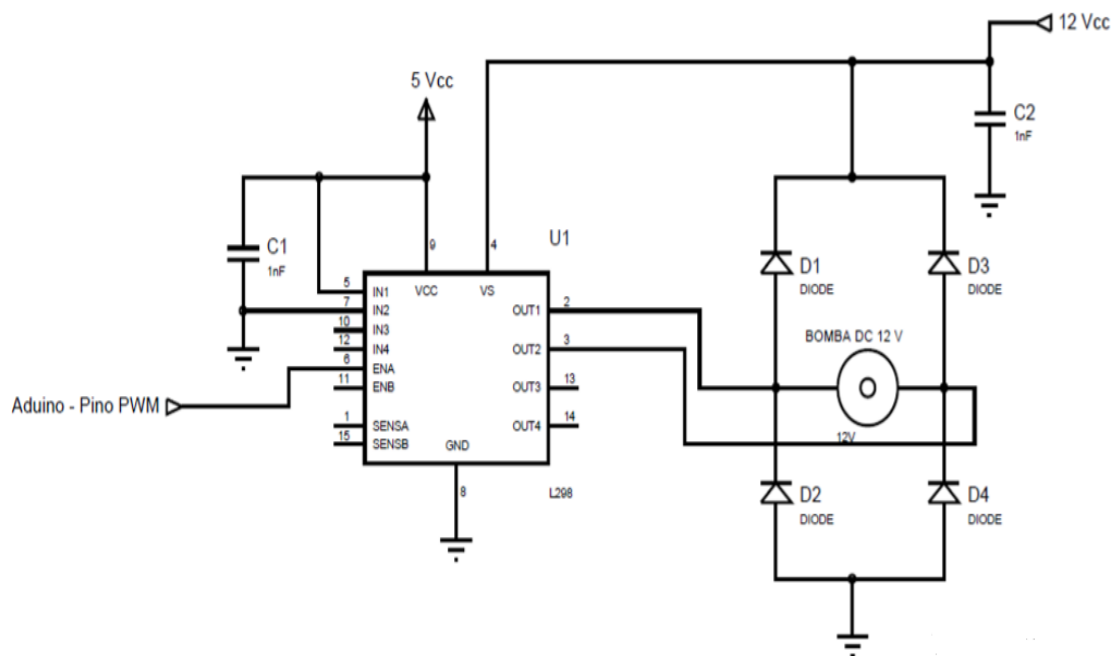 12 Vcc
5 Vcc
C2
1nF
C1
1nF
U1
9
4
VCC
VS
5
IN1
7
IN2
10
IN3
12
IN4
6
ENA
11
ENB
1
SENSA
15
SENSB
GND
8
OUT1
2
OUT2
3
OUT3
13
OUT4
14
L298
Aduino - Pino PWM
D1
DIODE
D3
DIODE
BOMBA DC 12 V
12V
D2
DIODE
D4
DIODE